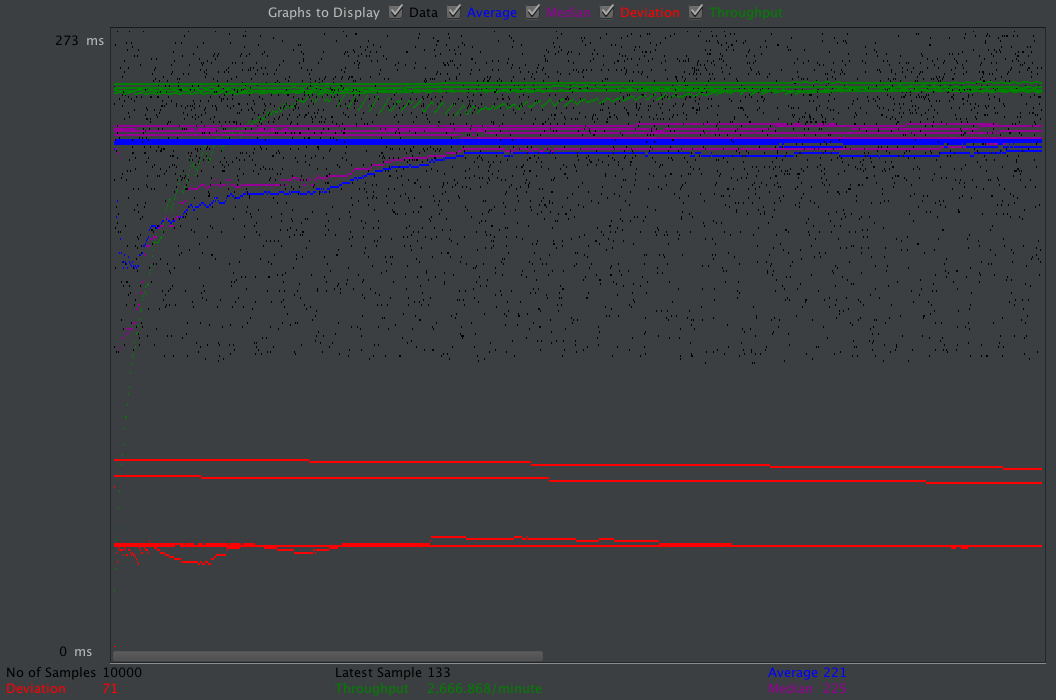 Graphs to Display Data Average Median Deviation Throughput
273 ms
0 ms
No of Samples 10000 Latest Sample 133 Average 221
Deviation 71 Throughput 2,666.868/minute Median